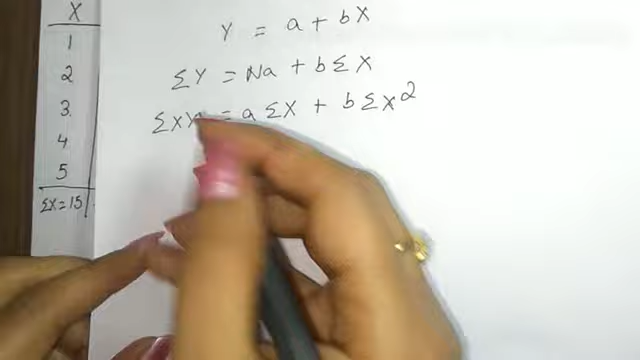 X
1
2
3
4
5
ΣX = 15
Y = a + bX
ΣY = Na + bΣX
ΣXY = aΣX + bΣX²